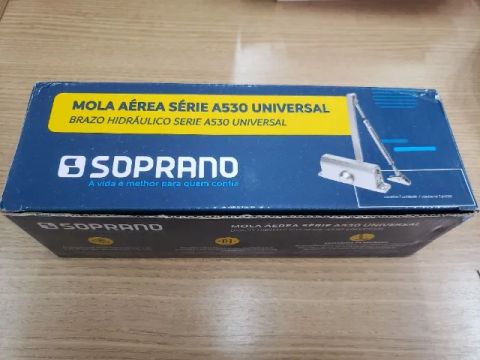 MOLA AÉREA SÉRIE A530 UNIVERSAL
BRAZO HIDRÁULICO SERIE A530 UNIVERSAL
SOPRANO
A vida é melhor para quem confia
SOPRANO
MOLA AÉREA SÉRIE A530 UNIVERSAL